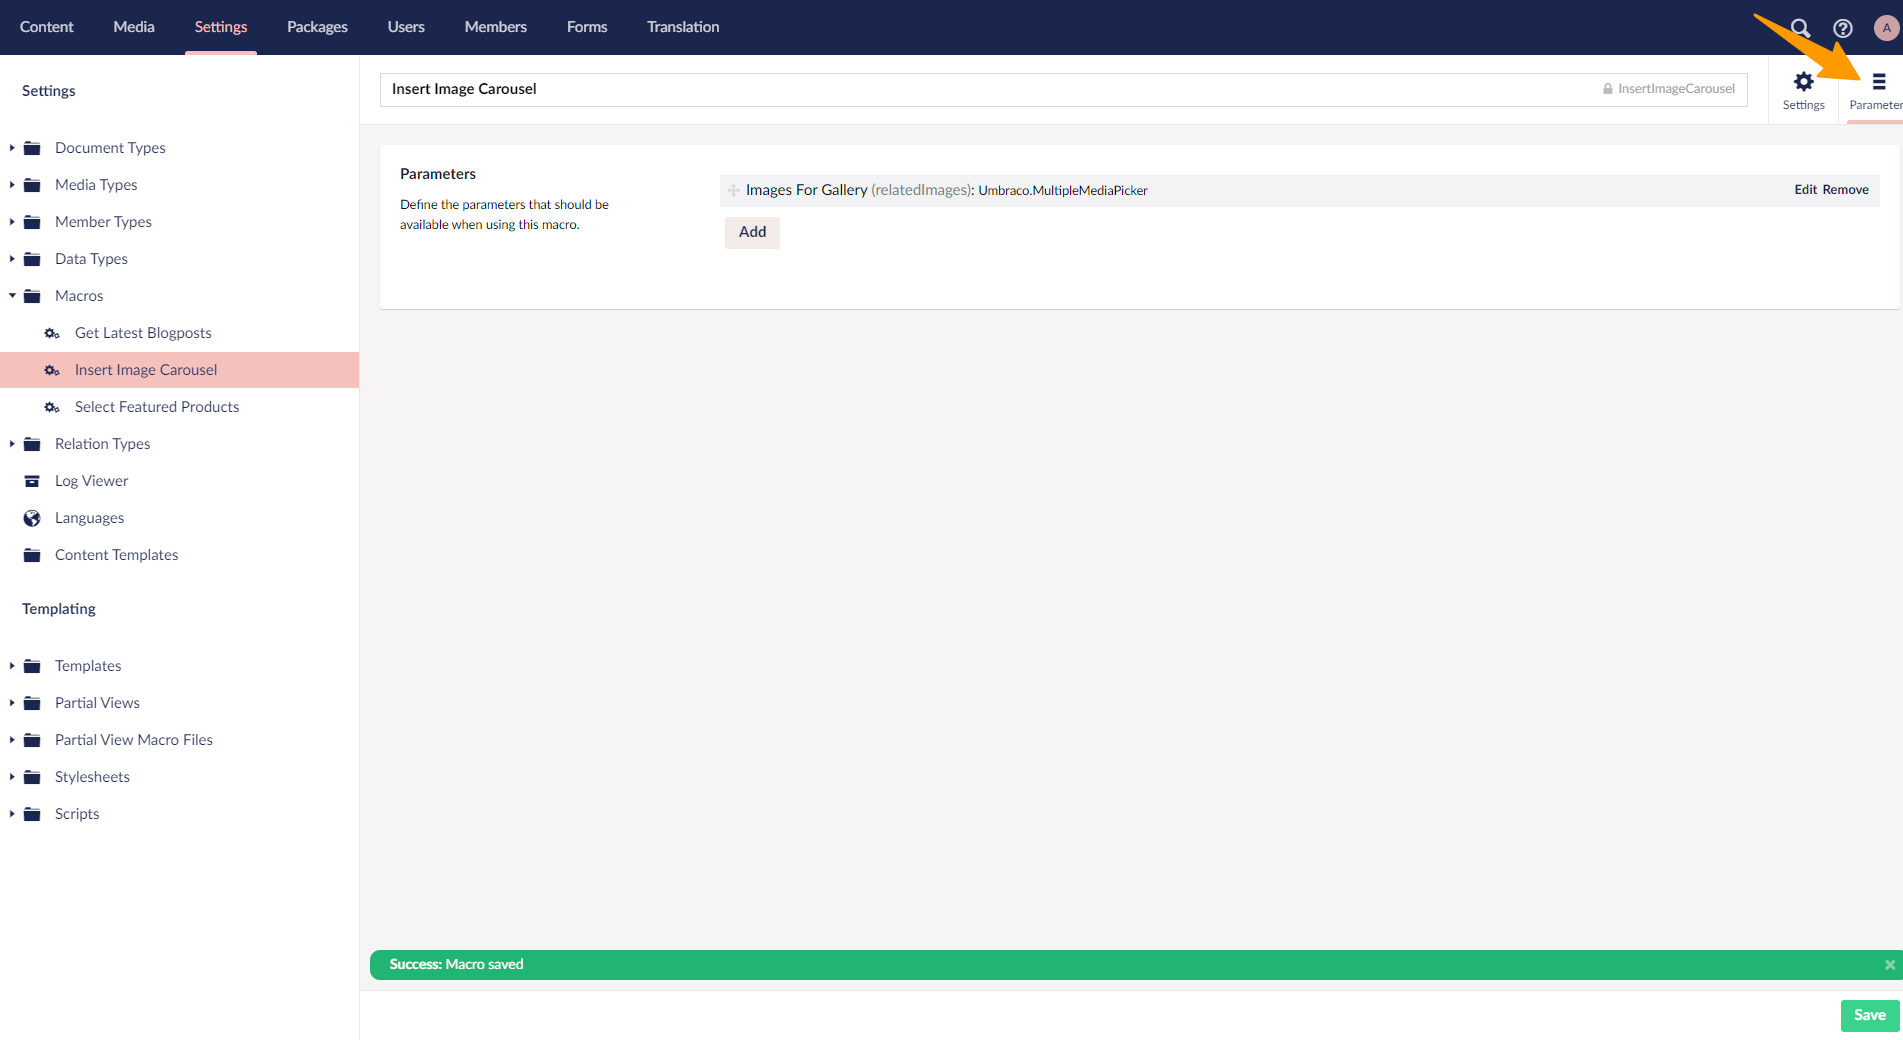 Content Media Settings Packages Users Members Forms Translation
A
Settings
Insert Image Carousel
InsertImageCarousel
Settings
Parameter
Document Types
Media Types
Member Types
Data Types
Macros
Get Latest Blogposts
Insert Image Carousel
Select Featured Products
Relation Types
Log Viewer
Languages
Content Templates
Templating
Templates
Partial Views
Partial View Macro Files
Stylesheets
Scripts
Parameters
Define the parameters that should be
available when using this macro.
Images For Gallery (relatedImages): Umbraco.MultipleMediaPicker
Edit Remove
Add
Success: Macro saved
Save